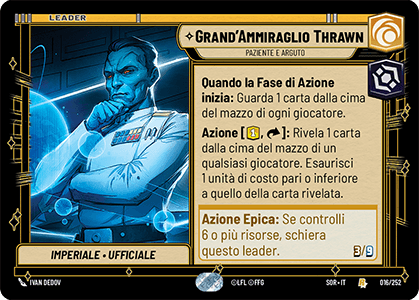 LEADER
GRAND'AMMIRAGLIO THRAWN
PAZIENTE E ARGUTO
Quando la Fase di Azione
inizia: Guarda 1 carta dalla cima
del mazzo di ogni giocatore.
Azione [1 ]: Rivela 1 carta
dalla cima del mazzo di un
qualsiasi giocatore. Esaurisci
1 unità di costo pari o inferiore
a quello della carta rivelata.
Azione Epica: Se controlli
6 o più risorse, schiera
questo leader.
3/9
IMPERIALE • UFFICIALE
IVAN DEDOV
©LFL ©FFG
SOR • IT
R
016/252